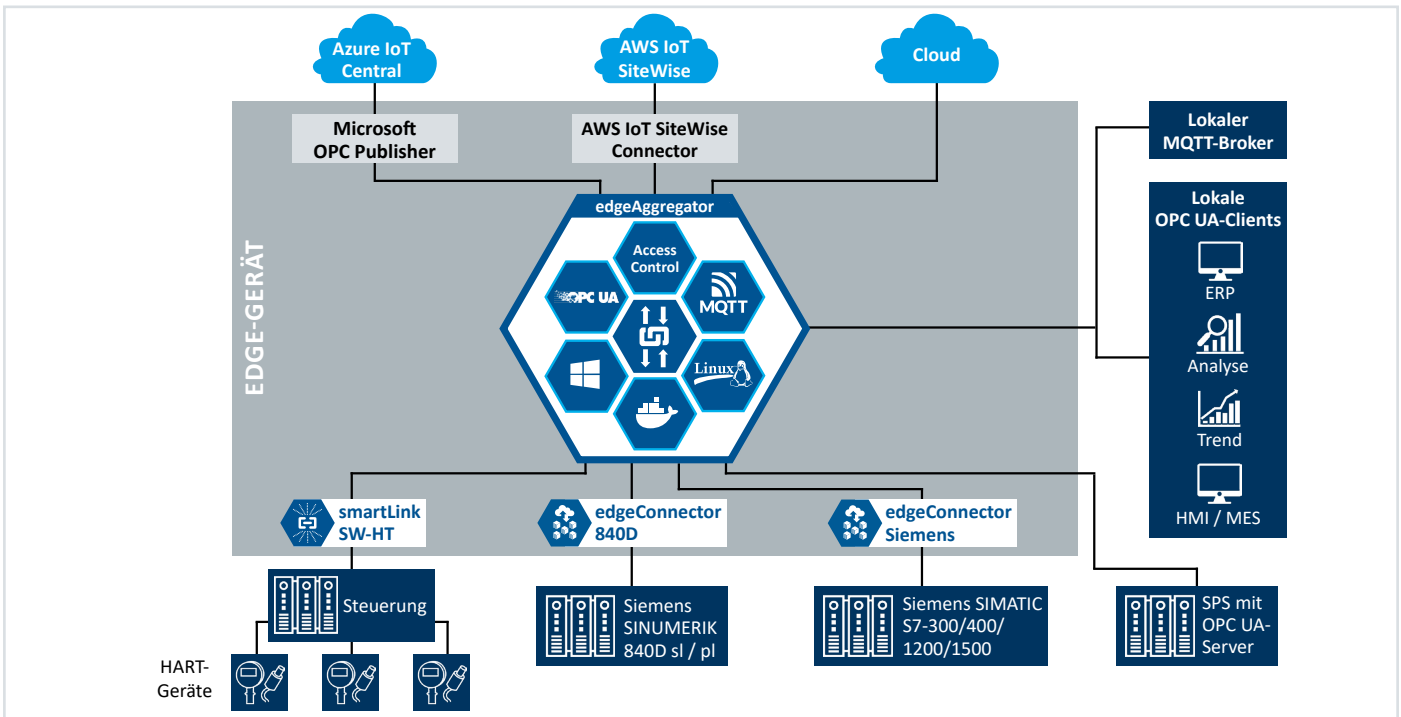 Azure IoT
Central
AWS IoT
SiteWise
Cloud
Microsoft
OPC Publisher
AWS IoT SiteWise
Connector
Lokaler
MQTT-Broker
EDGE-GERÄT
edgeAggregator
Access
Control
OPC UA
MQTT
Linux
Lokale
OPC UA-Clients
ERP
Analyse
Trend
HMI / MES
smartLink
SW-HT
edgeConnector
840D
edgeConnector
Siemens
Steuerung
Siemens
SINUMERIK
840D sl / pl
Siemens SIMATIC
S7-300/400/
1200/1500
SPS mit
OPC UA-
Server
HART-
Geräte